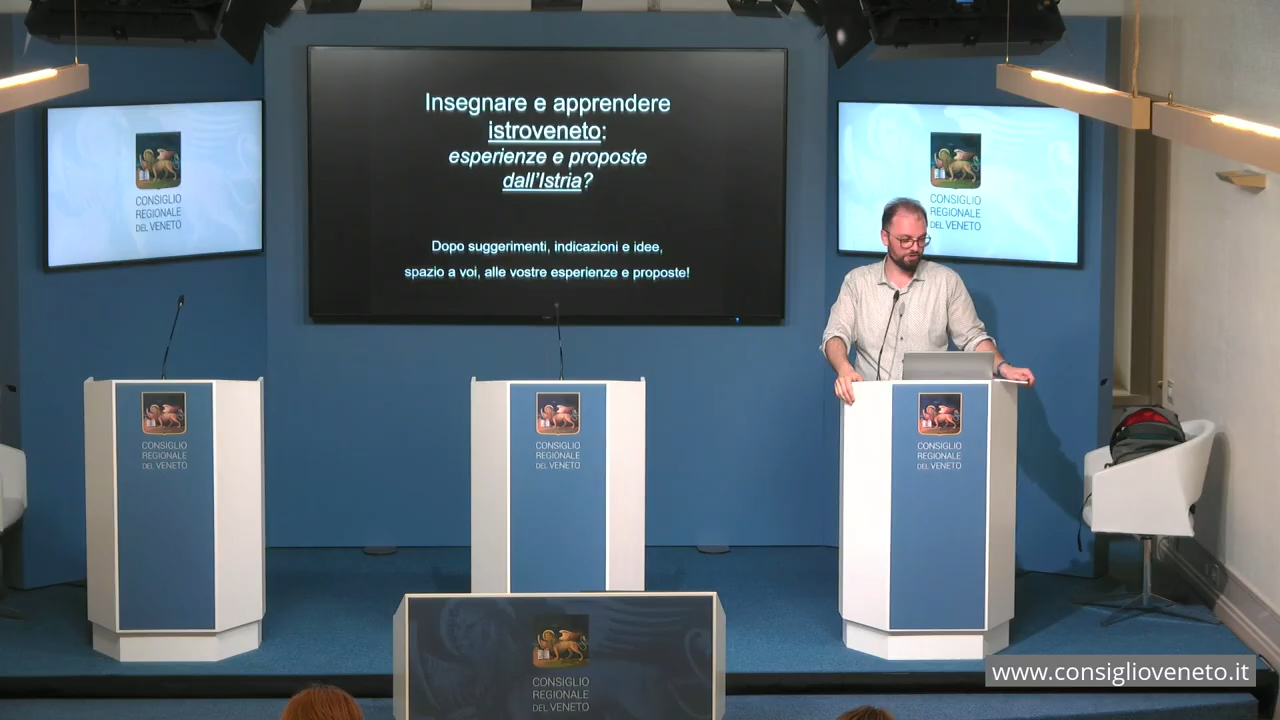 Insegnare e apprendere
istroveneto:
esperienze e proposte
dall'Istria?
Dopo suggerimenti, indicazioni e idee,
spazio a voi, alle vostre esperienze e proposte!
CONSIGLIO
REGIONALE
DEL VENETO
CONSIGLIO
REGIONALE
DEL VENETO
CONSIGLIO
REGIONALE
DEL VENETO
CONSIGLIO
REGIONALE
DEL VENETO
CONSIGLIO
REGIONALE
DEL VENETO
CONSIGLIO
REGIONALE
DEL VENETO
www.consiglioveneto.it